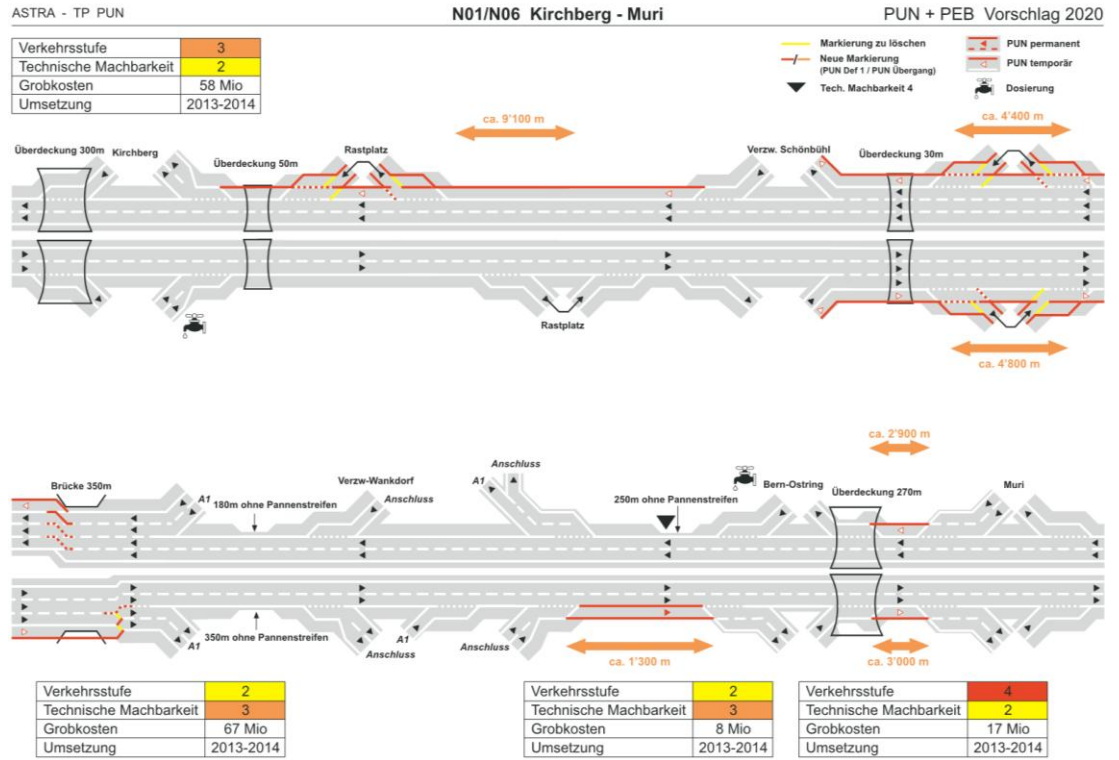 ASTRA - TP PUN
N01/N06 Kirchberg - Muri
PUN + PEB Vorschlag 2020
Verkehrsstufe 3
Technische Machbarkeit 2
Grobkosten 58 Mio
Umsetzung 2013-2014
Markierung zu löschen
Neue Markierung
(PUN Def 1 / PUN Übergang)
Tech. Machbarkeit 4
PUN permanent
PUN temporär
Dosierung
ca. 9'100 m
ca. 4'400 m
Überdeckung 300m
Kirchberg
Überdeckung 50m
Rastplatz
Verzw. Schönbühl
Überdeckung 30m
Rastplatz
ca. 4'800 m
ca. 2'900 m
Brücke 350m
A1
180m ohne Pannenstreifen
Verzw-Wankdorf
Anschluss
Anschluss
A1
250m ohne Pannenstreifen
Bern-Ostring
Überdeckung 270m
Muri
A1
350m ohne Pannenstreifen
A1
Anschluss
Anschluss
ca. 1'300 m
ca. 3'000 m
Verkehrsstufe 2
Technische Machbarkeit 3
Grobkosten 67 Mio
Umsetzung 2013-2014
Verkehrsstufe 2
Technische Machbarkeit 3
Grobkosten 8 Mio
Umsetzung 2013-2014
Verkehrsstufe 4
Technische Machbarkeit 2
Grobkosten 17 Mio
Umsetzung 2013-2014